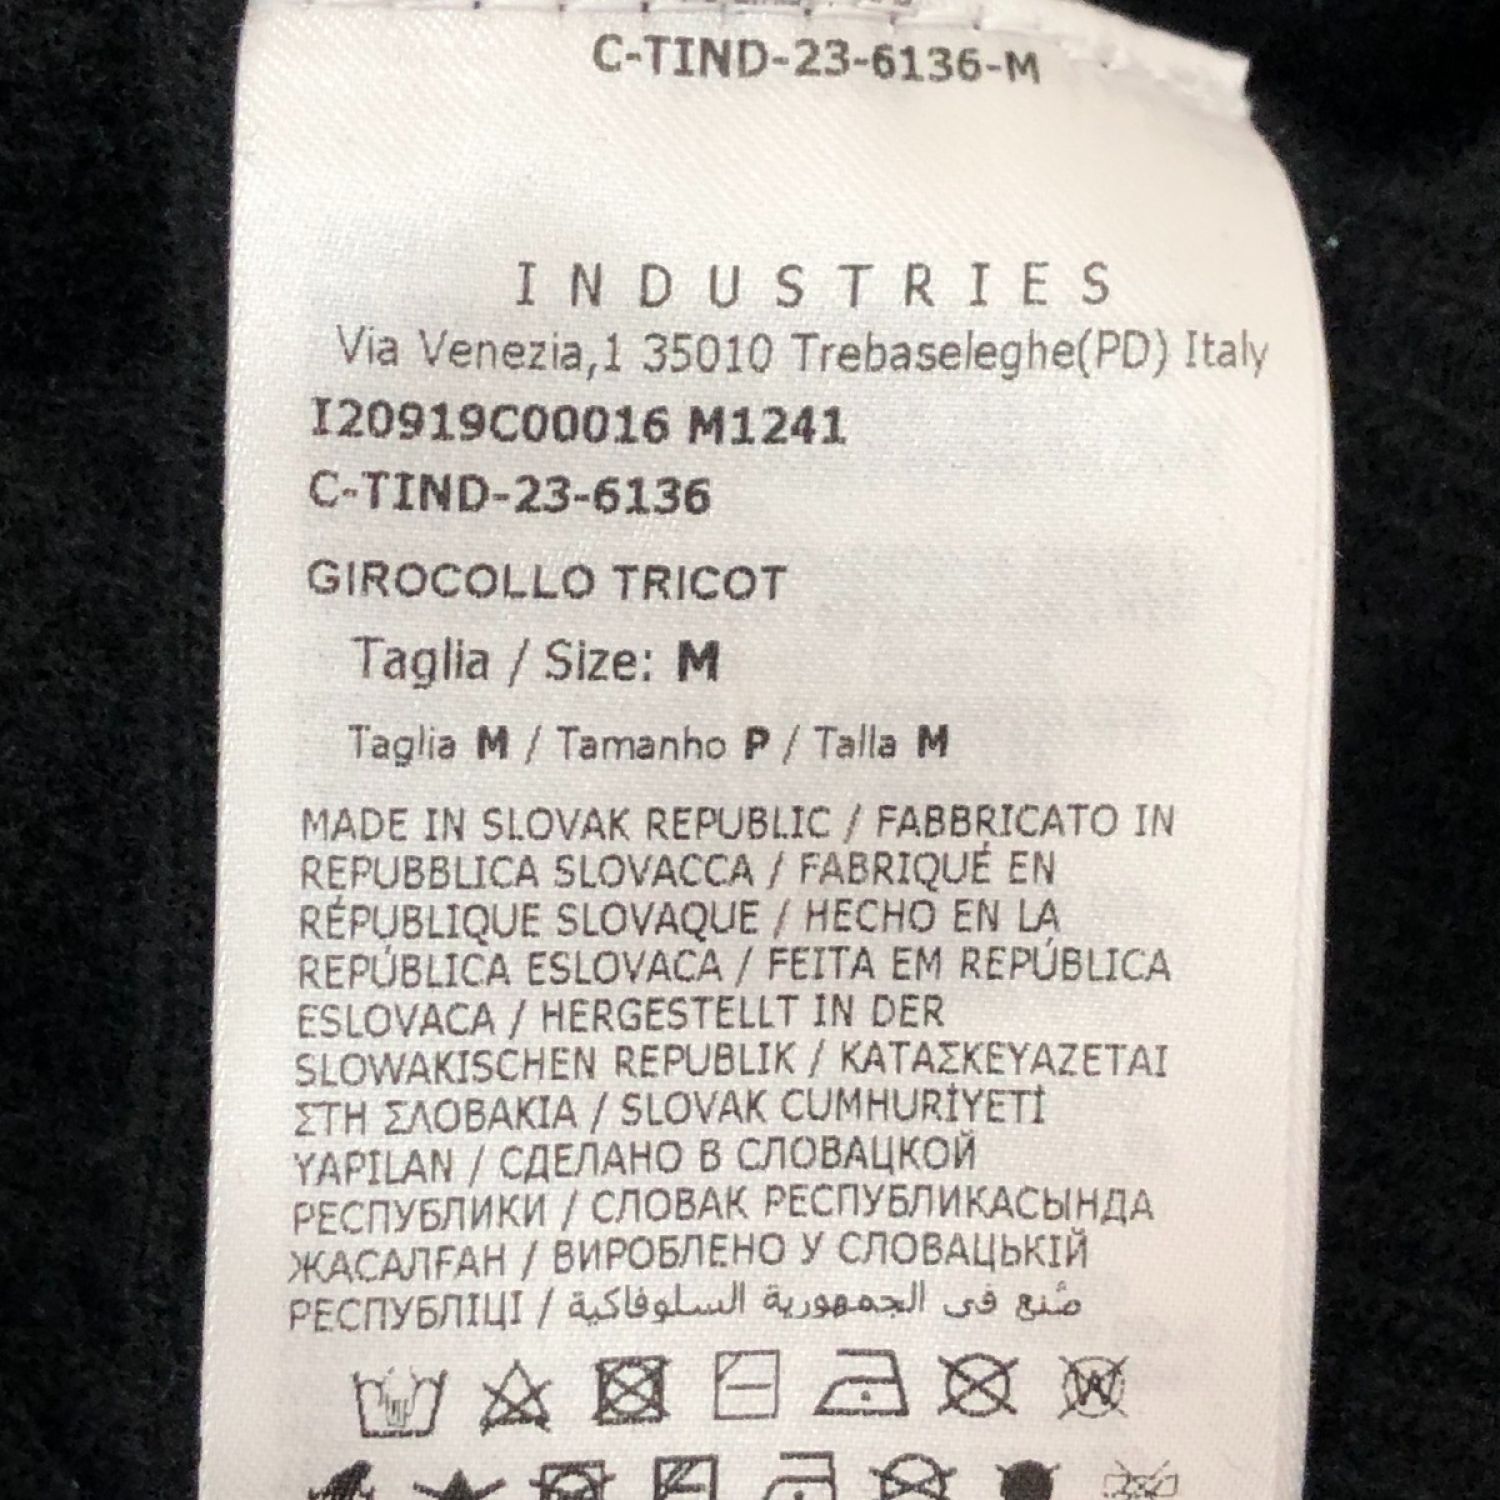 C-TIND-23-6136-M
INDUSTRIES
Via Venezia,1 35010 Trebaseleghe(PD) Italy
I20919C00016 M1241
C-TIND-23-6136
GIROCOLLO TRICOT
Taglia / Size: M
Taglia M / Tamanho P / Talla M
MADE IN SLOVAK REPUBLIC / FABBRICATO IN
REPUBBLICA SLOVACCA / FABRIQUÉ EN
RÉPUBLIQUE SLOVAQUE / HECHO EN LA
REPÚBLICA ESLOVACA / FEITA EM REPÚBLICA
ESLOVACA / HERGESTELLT IN DER
SLOWAKISCHEN REPUBLIK / ΚΑΤΑΣΚΕΥΑΖΕΤΑΙ
ΣΤΗ ΣΛΟΒΑΚΙΑ / SLOVAK CUMHURİYETİ
YAPILAN / СДЕЛАНО В СЛОВАЦКОЙ
РЕСПУБЛИКИ / СЛОВАК РЕСПУБЛИКАСЫНДА
ЖАСАЛҒАН / ВИРОБЛЕНО У СЛОВАЦЬКІЙ
РЕСПУБЛІЦІ / صُنع في الجمهورية السلوفاكية
W